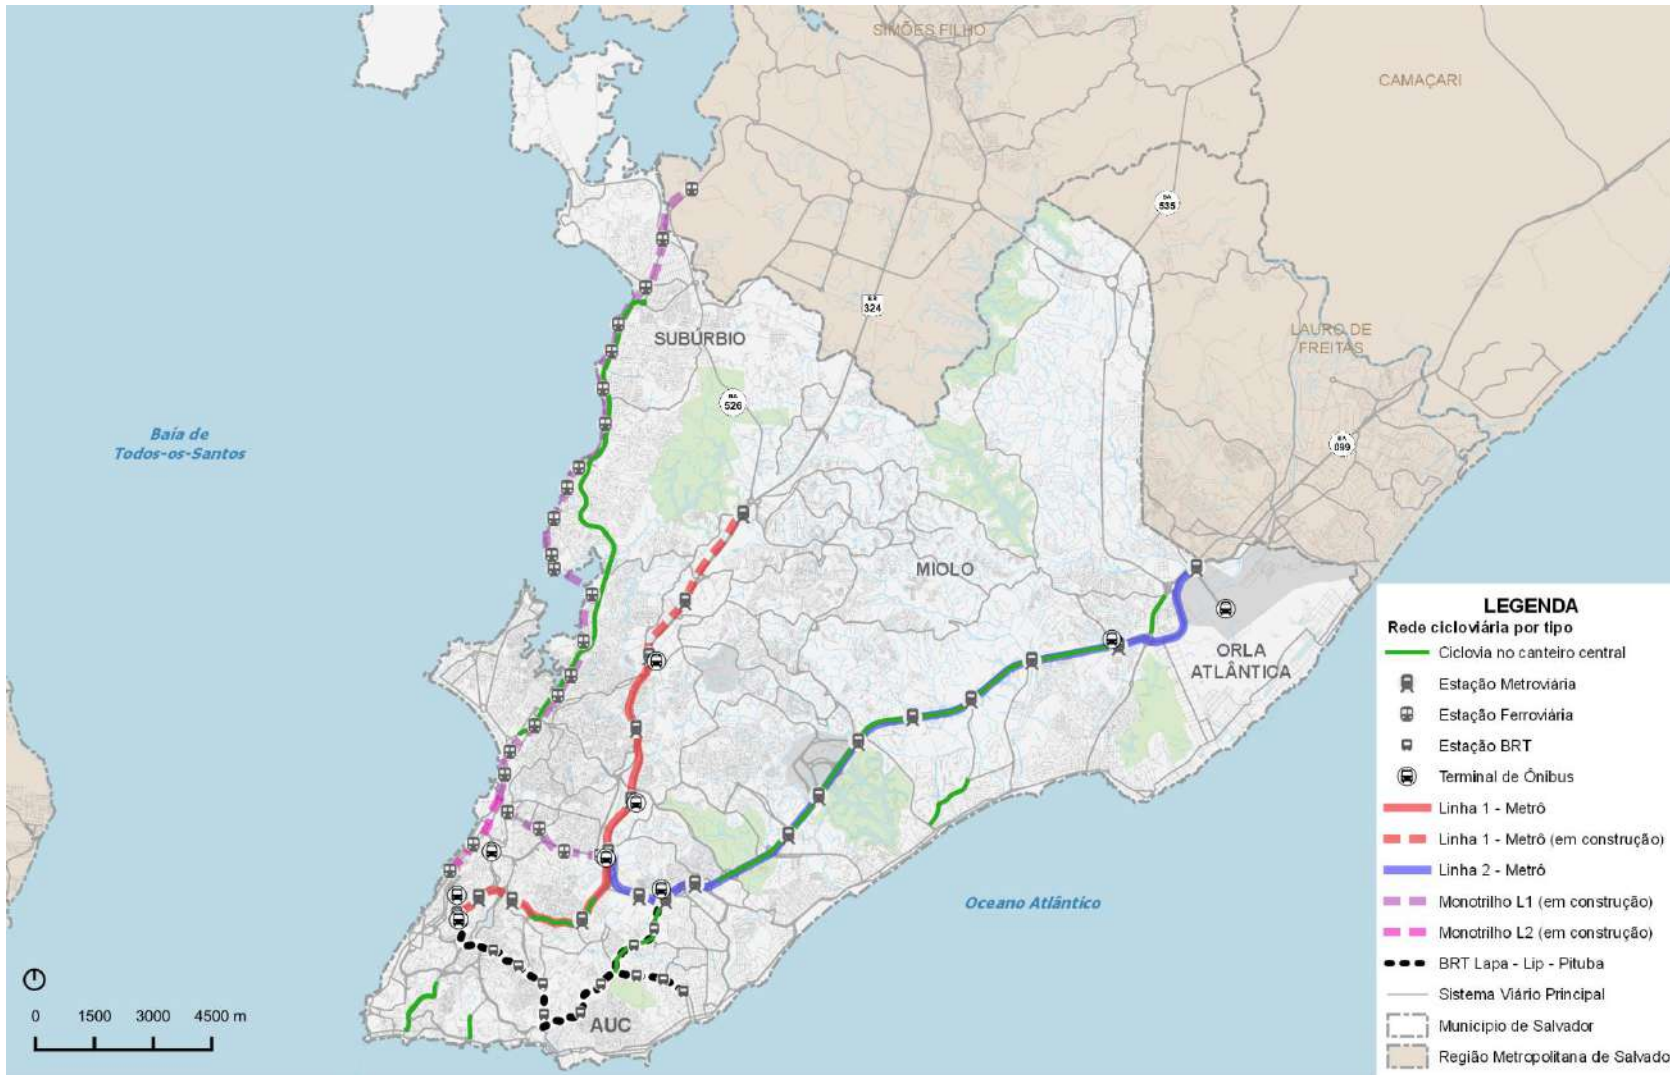 SIMÕES FILHO
CAMAÇARI
BA
535
BR
324
LAURO DE
FREITAS
SUBÚRBIO
BA
526
Baía de
Todos-os-Santos
BA
099
MIOLO
ORLA
ATLÂNTICA
Oceano Atlântico
AUC
0 1500 3000 4500 m
LEGENDA
Rede cicloviária por tipo
Ciclovia no canteiro central
Estação Metroviária
Estação Ferroviária
Estação BRT
Terminal de Ônibus
Linha 1 - Metrô
Linha 1 - Metrô (em construção)
Linha 2 - Metrô
Monotrilho L1 (em construção)
Monotrilho L2 (em construção)
BRT Lapa - Lip - Pituba
Sistema Viário Principal
Município de Salvador
Região Metropolitana de Salvado